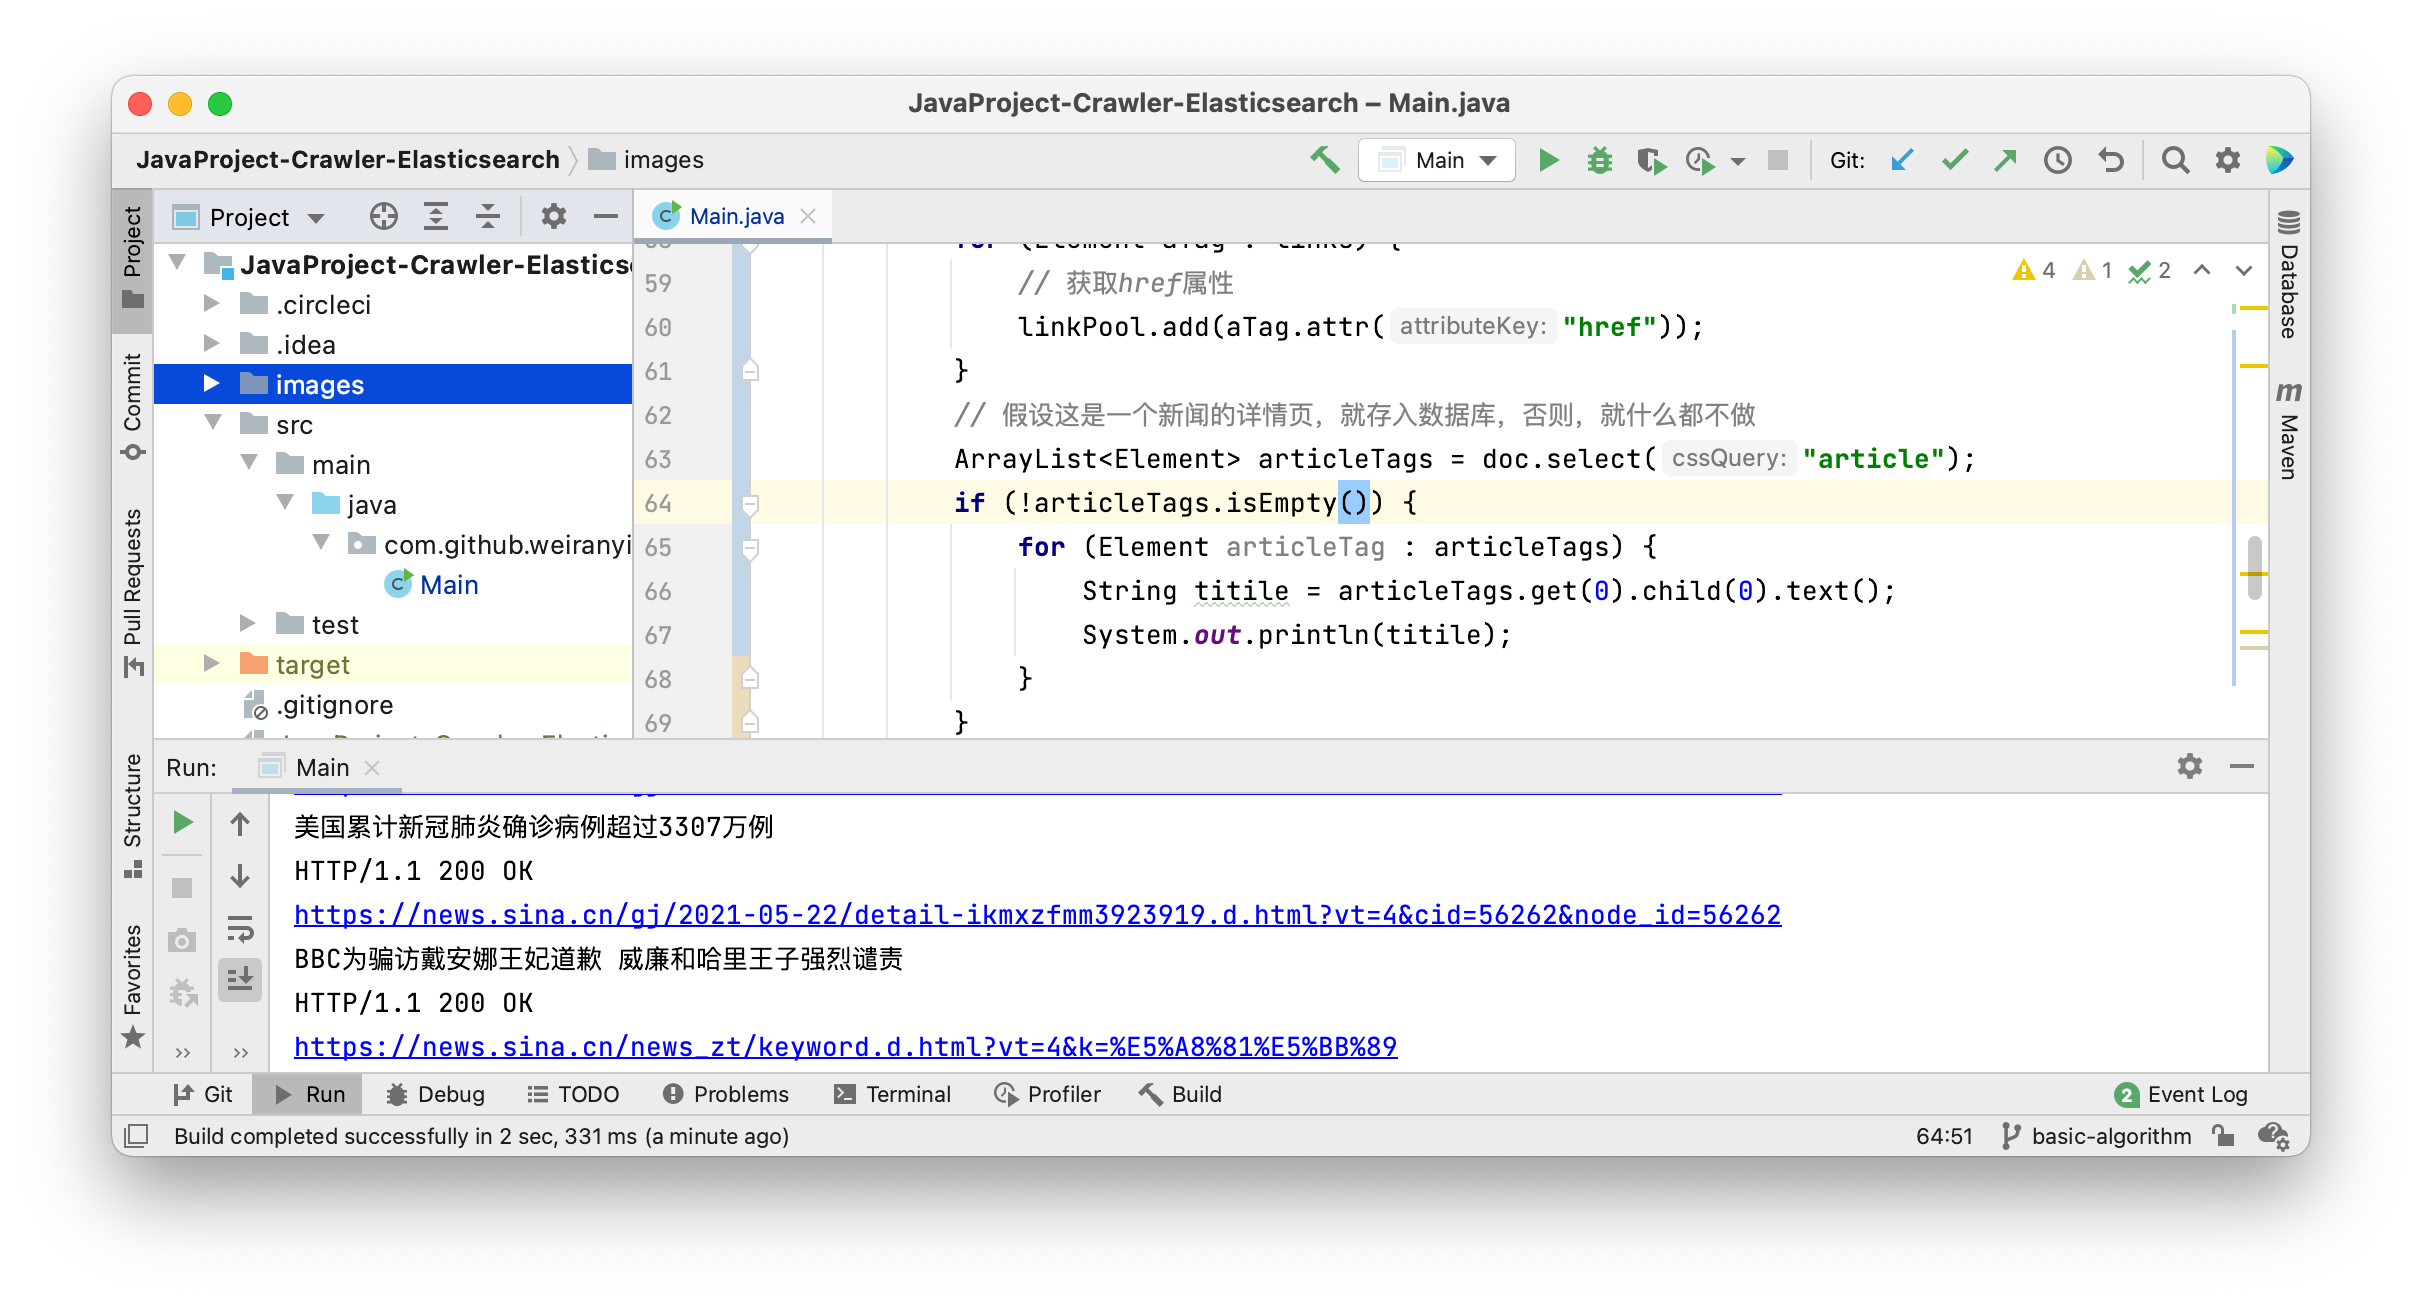 JavaProject-Crawler-Elasticsearch – Main.java
JavaProject-Crawler-Elasticsearch
images
Main
Git:
Project
Main.java
Project
Commit
Pull Requests
Structure
Favorites
JavaProject-Crawler-Elastics
.circleci
.idea
images
src
main
java
com.github.weiranyi
Main
test
target
.gitignore
for (Element aTag : links) {
59 // 获取href属性
60 linkPool.add(aTag.attr( attributeKey: "href"));
61 }
62 // 假设这是一个新闻的详情页，就存入数据库，否则，就什么都不做
63 ArrayList<Element> articleTags = doc.select( cssQuery: "article");
64 if (!articleTags.isEmpty()) {
65 for (Element articleTag : articleTags) {
66 String titile = articleTags.get(0).child(0).text();
67 System.out.println(titile);
68 }
69 }
4 1 2
Database
Maven
Run: Main
美国累计新冠肺炎确诊病例超过3307万例
HTTP/1.1 200 OK
https://news.sina.cn/gj/2021-05-22/detail-ikmxzfmm3923919.d.html?vt=4&cid=56262&node_id=56262
BBC为骗访戴安娜王妃道歉 威廉和哈里王子强烈谴责
HTTP/1.1 200 OK
https://news.sina.cn/news_zt/keyword.d.html?vt=4&k=%E5%A8%81%E5%BB%89
Git Run Debug TODO Problems Terminal Profiler Build 2 Event Log
Build completed successfully in 2 sec, 331 ms (a minute ago) 64:51 basic-algorithm